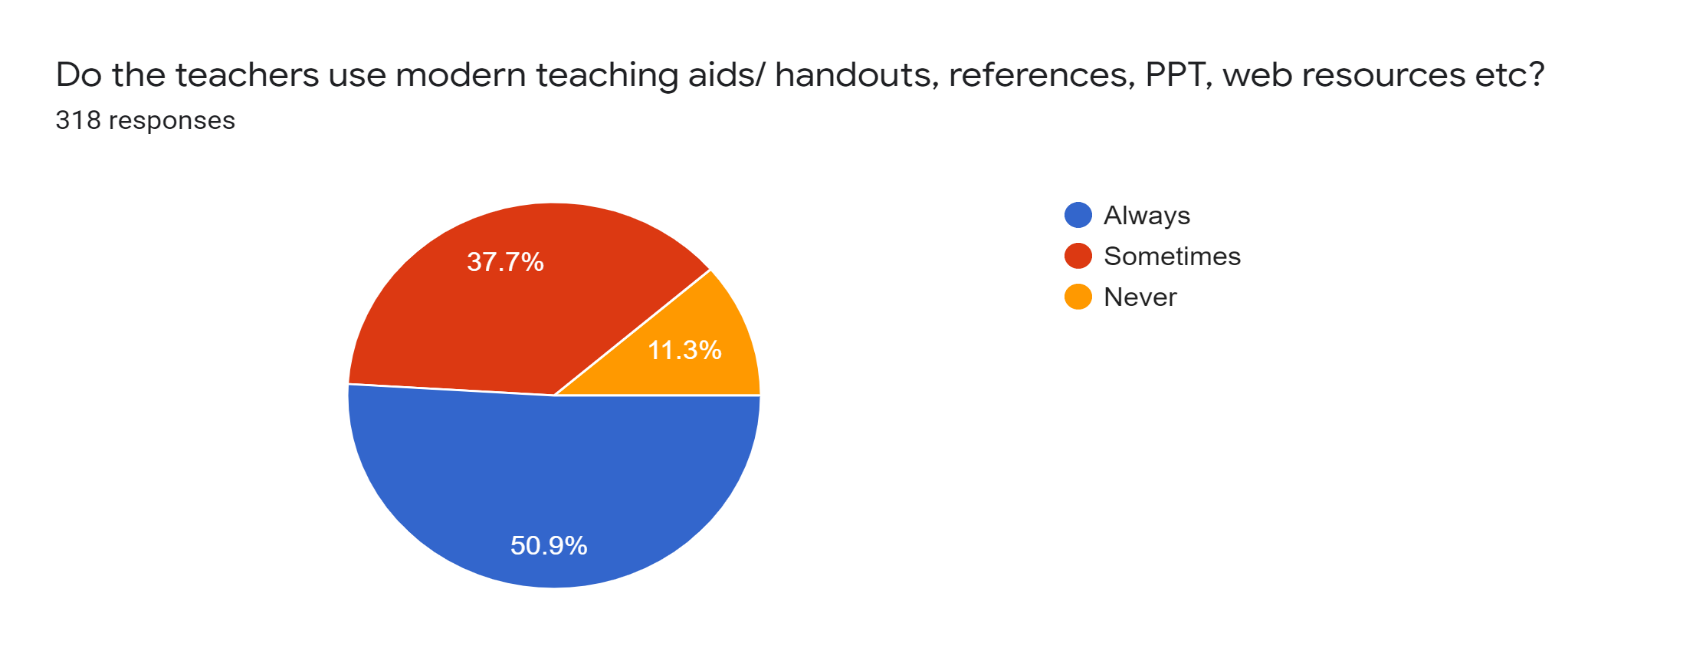 Do the teachers use modern teaching aids/ handouts, references, PPT, web resources etc?
318 responses
37.7%
11.3%
50.9%
Always
Sometimes
Never